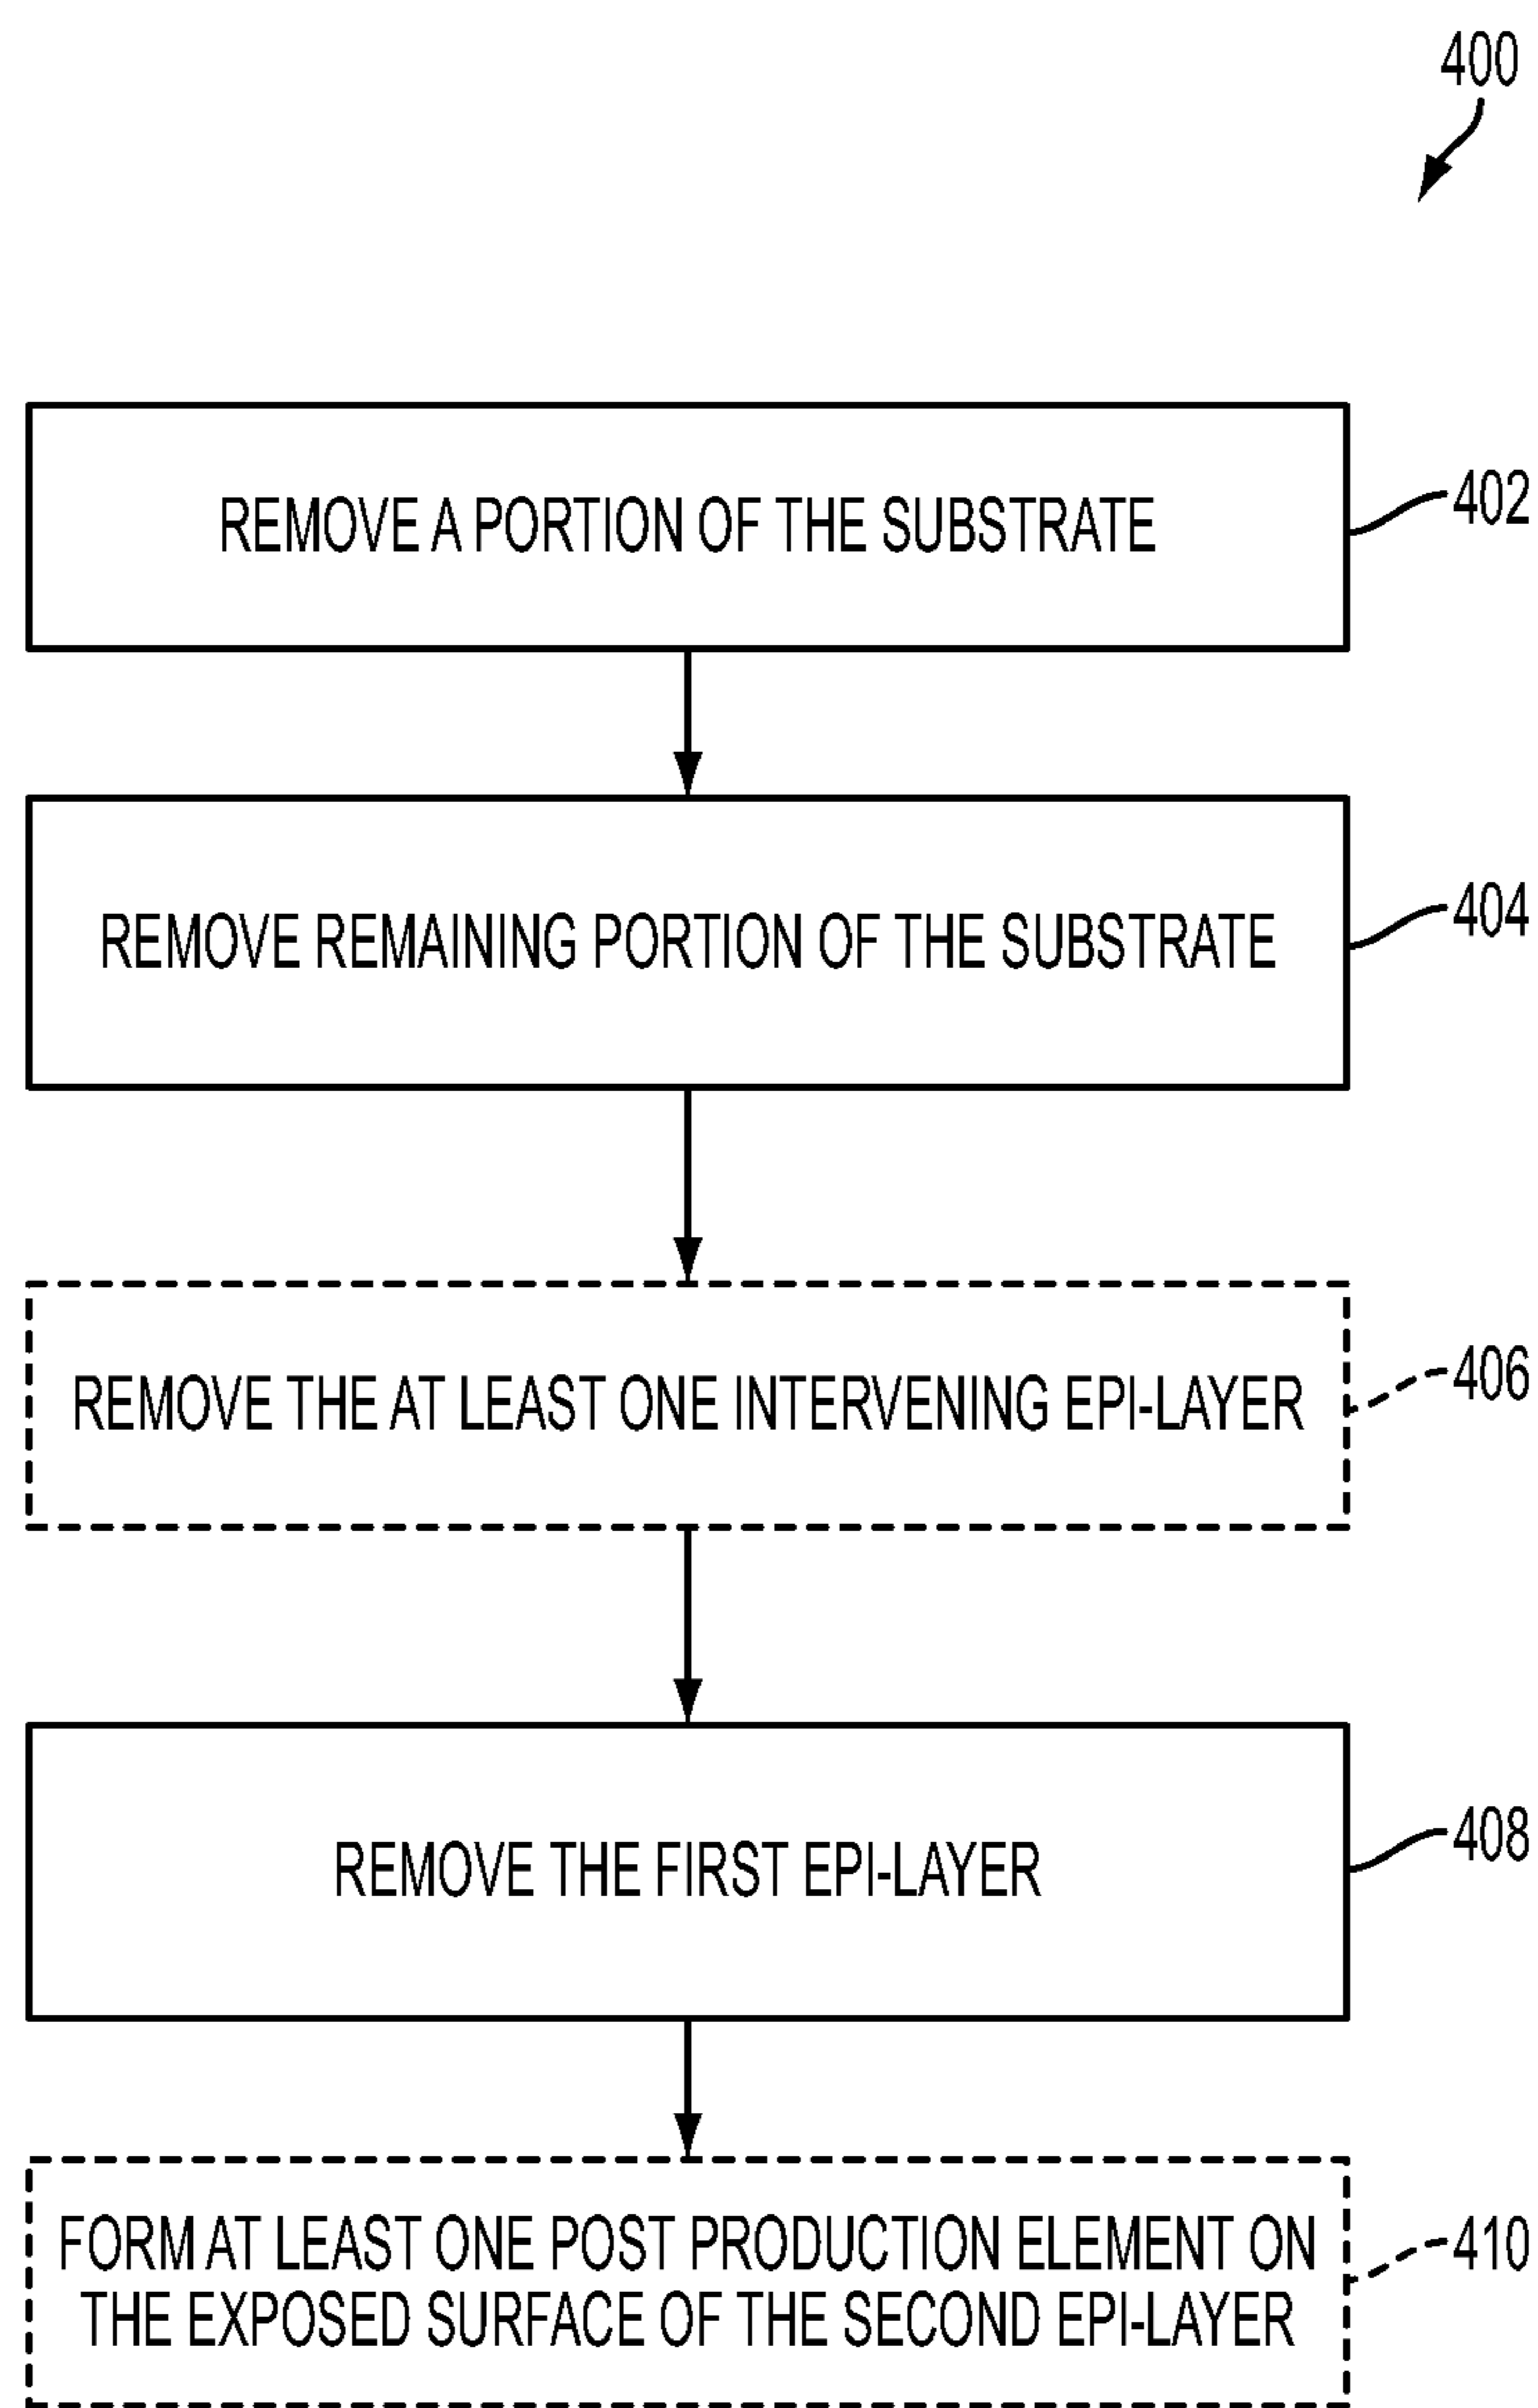 400
REMOVE A PORTION OF THE SUBSTRATE
402
REMOVE REMAINING PORTION OF THE SUBSTRATE
404
REMOVE THE AT LEAST ONE INTERVENING EPI-LAYER
406
REMOVE THE FIRST EPI-LAYER
408
FORM AT LEAST ONE POST PRODUCTION ELEMENT ON
THE EXPOSED SURFACE OF THE SECOND EPI-LAYER
410